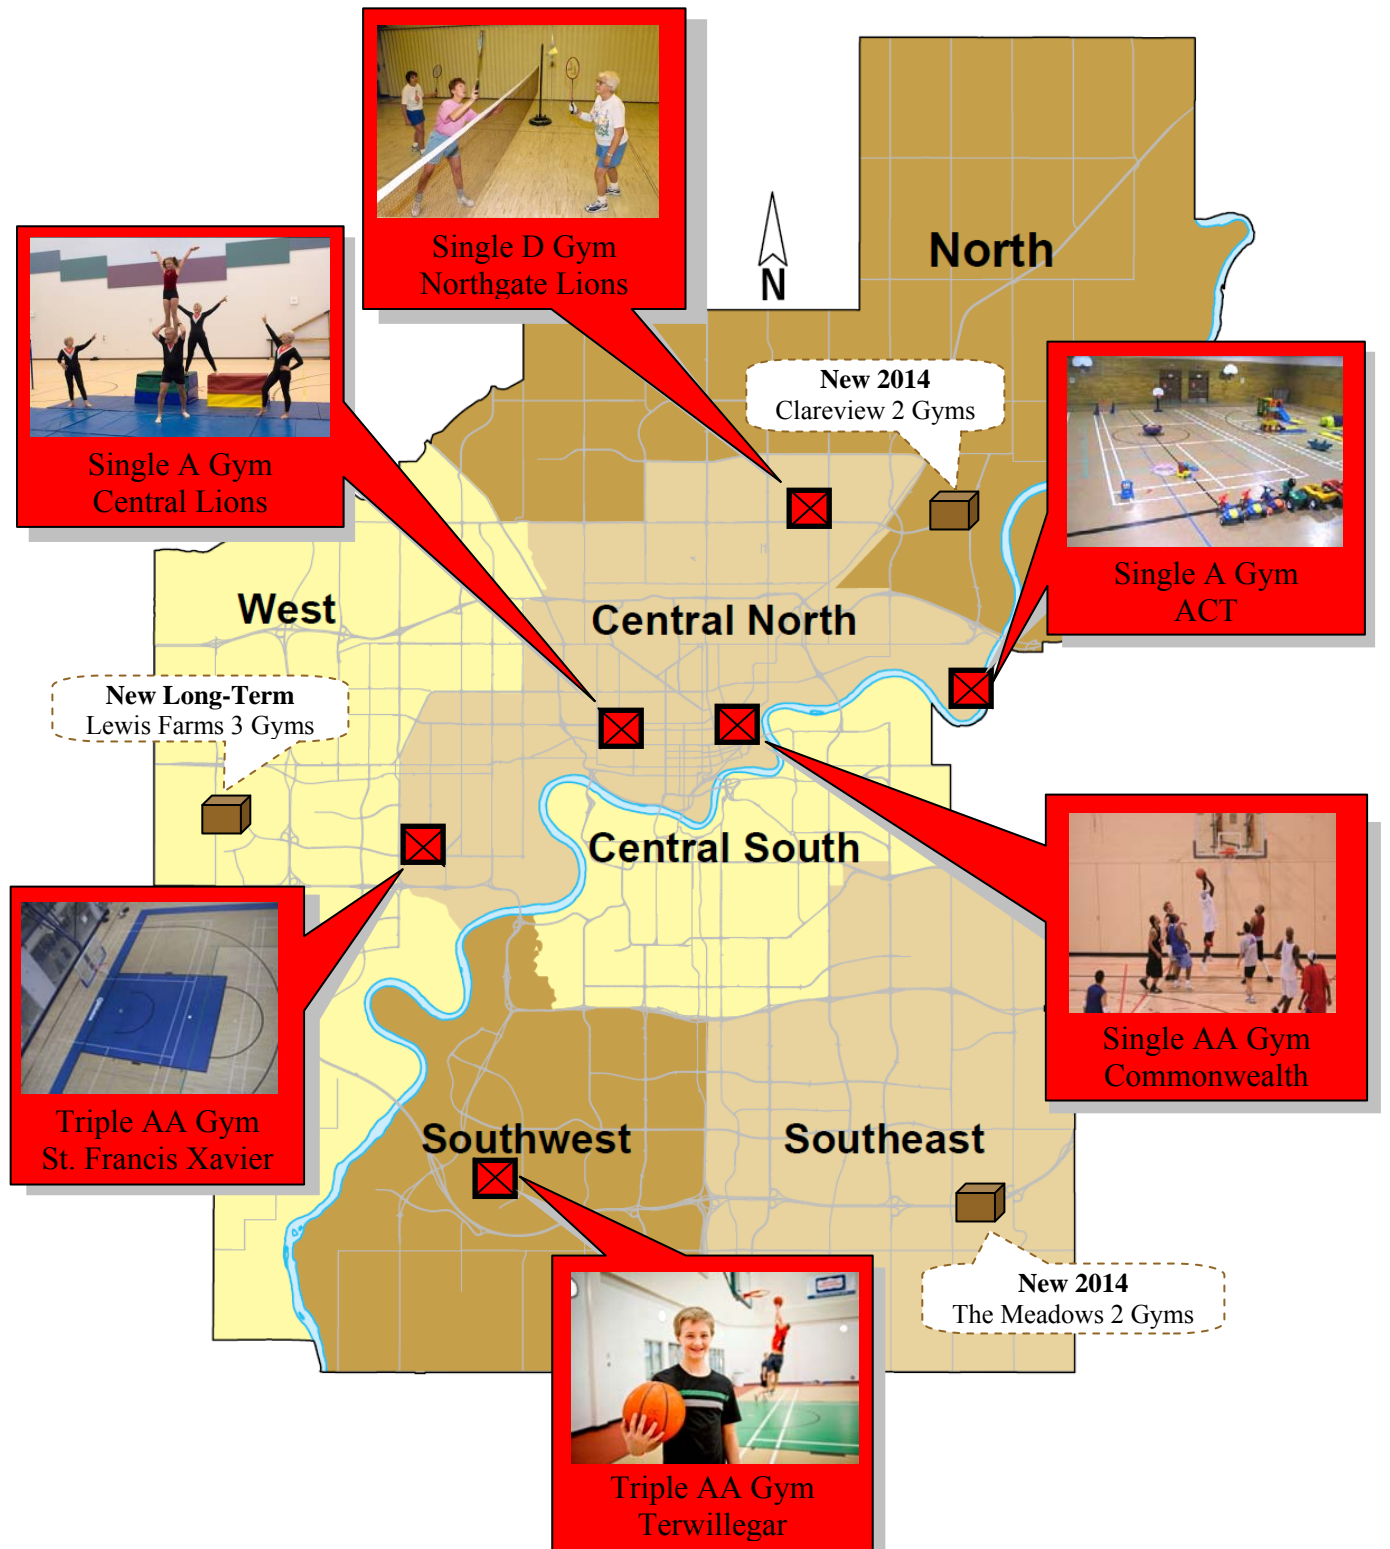 Single D Gym
Northgate Lions
North
N
Single A Gym
Central Lions
New 2014
Clareview 2 Gyms
Single A Gym
ACT
West
Central North
New Long-Term
Lewis Farms 3 Gyms
Central South
Single AA Gym
Commonwealth
Triple AA Gym
St. Francis Xavier
Southwest
Southeast
New 2014
The Meadows 2 Gyms
Triple AA Gym
Terwillegar